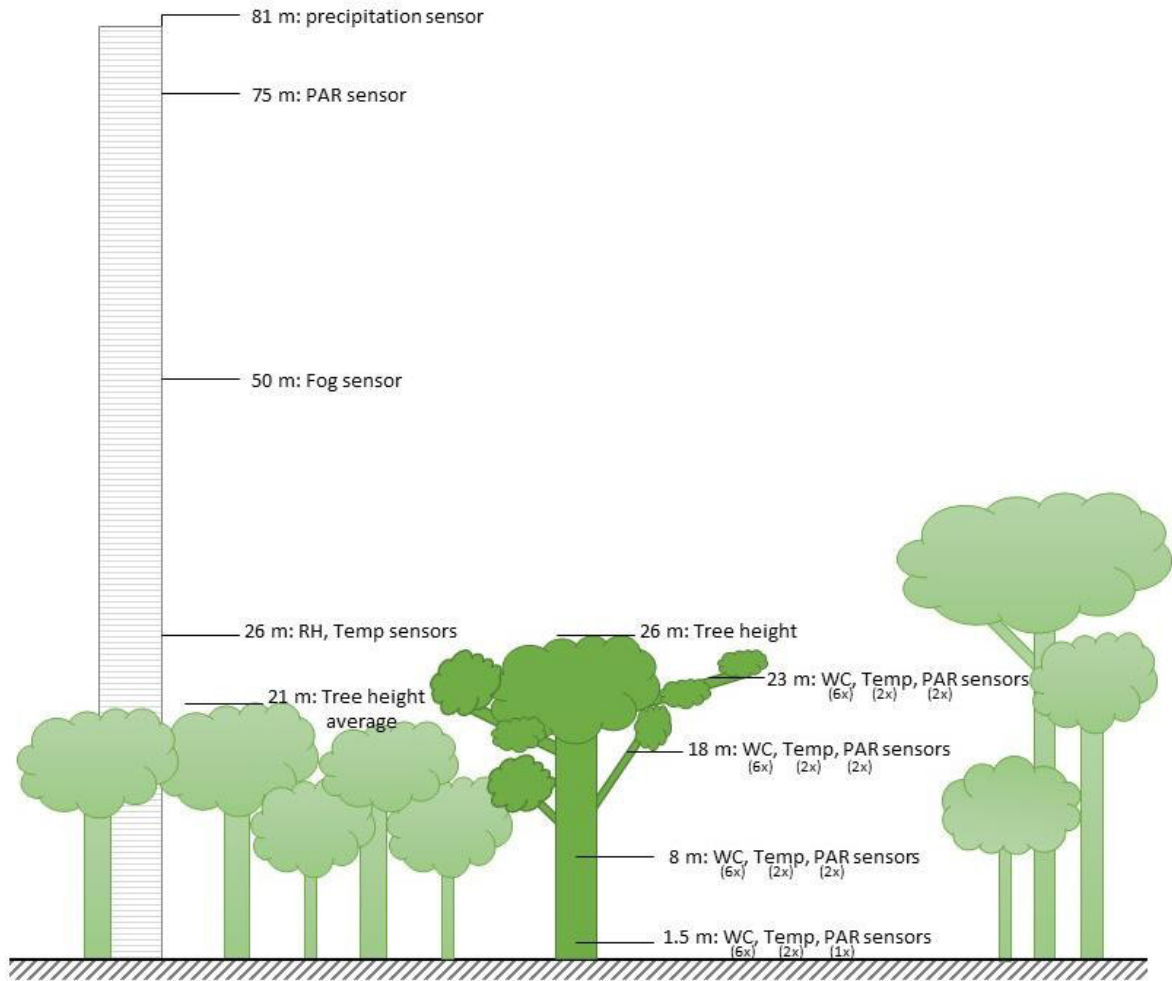 81 m: precipitation sensor
75 m: PAR sensor
50 m: Fog sensor
26 m: RH, Temp sensors
26 m: Tree height
21 m: Tree height
average
23 m: WC, Temp, PAR sensors
(6x) (2x) (2x)
18 m: WC, Temp, PAR sensors
(6x) (2x) (2x)
8 m: WC, Temp, PAR sensors
(6x) (2x) (2x)
1.5 m: WC, Temp, PAR sensors
(6x) (2x) (1x)